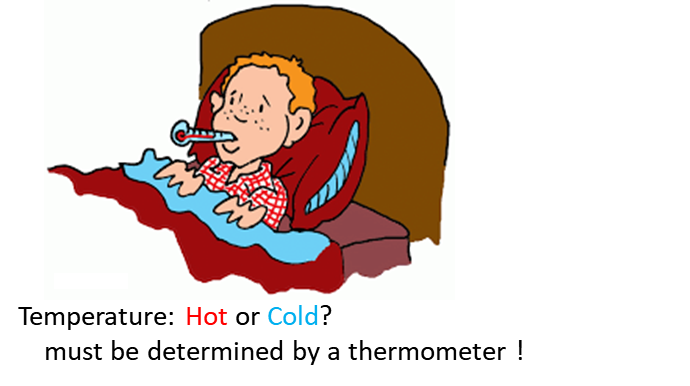 Temperature: Hot or Cold?
must be determined by a thermometer !